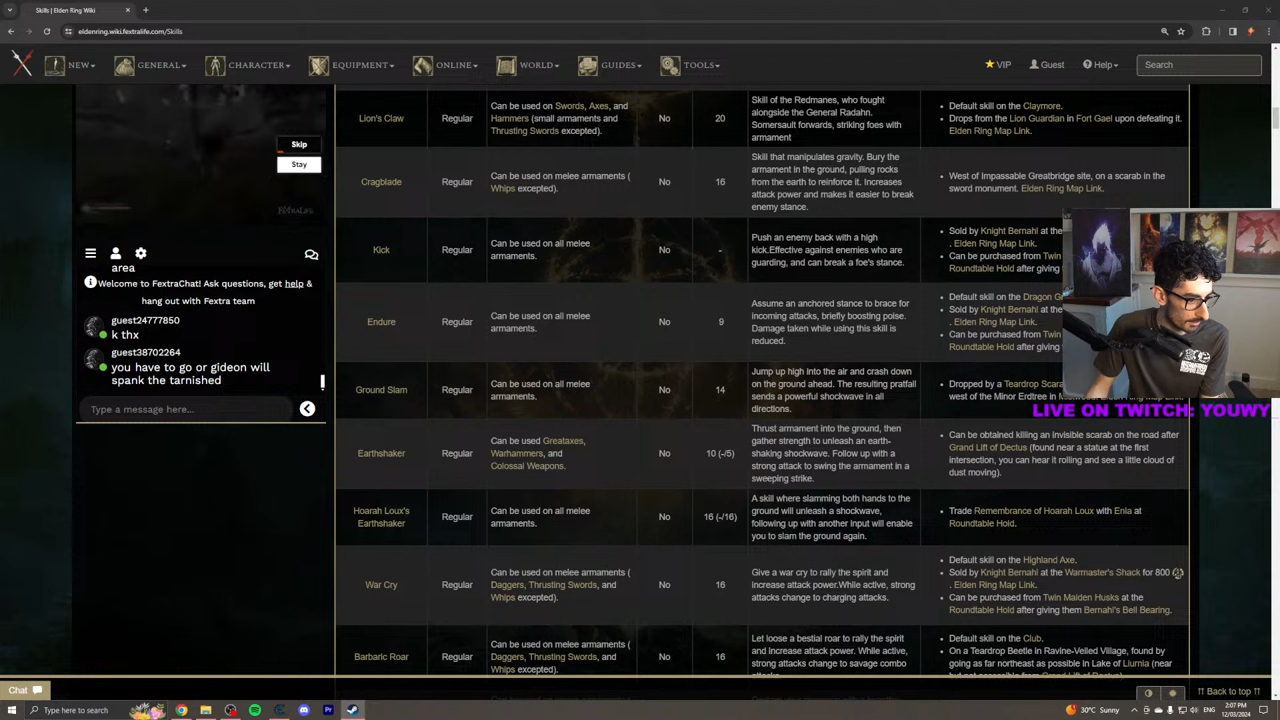 Skills | Elden Ring Wiki
eldenring.wiki.fextralife.com/Skills
NEW
GENERAL
CHARACTER
EQUIPMENT
ONLINE
WORLD
GUIDES
TOOLS
VIP
Guest
Help
Search
Skip
Stay
FEXTRALIFE
area
Welcome to FextraChat! Ask questions, get help &
hang out with Fextra team
guest24777850
k thx
guest38702264
you have to go or gideon will
spank the tarnished
Type a message here...
Lion's Claw
Regular
Can be used on Swords, Axes, and
Hammers (small armaments and
Thrusting Swords excepted).
No
20
Skill of the Redmanes, who fought
alongside the General Radahn.
Somersault forwards, striking foes with
armament
Default skill on the Claymore.
Drops from the Lion Guardian in Fort Gael upon defeating it.
Elden Ring Map Link.
Cragblade
Regular
Can be used on melee armaments (
Whips excepted).
No
16
Skill that manipulates gravity. Bury the
armament in the ground, pulling rocks
from the earth to reinforce it. Increases
attack power and makes it easier to break
enemy stance.
West of Impassable Greatbridge site, on a scarab in the
sword monument. Elden Ring Map Link.
Kick
Regular
Can be used on all melee
armaments.
No
-
Push an enemy back with a high
kick.Effective against enemies who are
guarding, and can break a foe's stance.
Sold by Knight Bernahl at the
. Elden Ring Map Link.
Can be purchased from Twin
Roundtable Hold after giving
Endure
Regular
Can be used on all melee
armaments.
No
9
Assume an anchored stance to brace for
incoming attacks, briefly boosting poise.
Damage taken while using this skill is
reduced.
Default skill on the Dragon
Sold by Knight Bernahl at the
. Elden Ring Map Link.
Can be purchased from Twin
Roundtable Hold after giving
Ground Slam
Regular
Can be used on all melee
armaments.
No
14
Jump up high into the air and crash down
on the ground ahead. The resulting pratfall
sends a powerful shockwave in all
directions.
Dropped by a Teardrop
west of the Minor Erdtree in
LIVE ON TWITCH: YOUWY
Earthshaker
Regular
Can be used Greataxes,
Warhammers, and
Colossal Weapons.
No
10 (-/5)
Thrust armament into the ground, then
gather strength to unleash an earth-
shaking shockwave. Follow up with a
strong attack to swing the armament in a
sweeping strike.
Can be obtained killing an invisible scarab on the road after
Grand Lift of Dectus (found near a statue at the first
intersection, you can hear it rolling and see a little cloud of
dust moving).
Hoarah Loux's
Earthshaker
Regular
Can be used on all melee
armaments.
No
16 (-/16)
A skill where slamming both hands to the
ground will unleash a shockwave,
following up with another input will enable
you to slam the ground again.
Trade Remembrance of Hoarah Loux with Enia at
Roundtable Hold.
War Cry
Regular
Can be used on melee armaments (
Daggers, Thrusting Swords, and
Whips excepted).
No
16
Give a war cry to rally the spirit and
increase attack power.While active, strong
attacks change to charging attacks.
Default skill on the Highland Axe.
Sold by Knight Bernahl at the Warmaster's Shack for 800
. Elden Ring Map Link.
Can be purchased from Twin Maiden Husks at the
Roundtable Hold after giving them Bernahl's Bell Bearing.
Barbaric Roar
Regular
Can be used on melee armaments (
Daggers, Thrusting Swords, and
Whips excepted).
No
16
Let loose a bestial roar to rally the spirit
and increase attack power. While active,
strong attacks change to savage combo
attacks.
Default skill on the Club.
On a Teardrop Beetle in Ravine-Veiled Village, found by
going as far northeast as possible in Lake of Liurnia (near
Chat
Back to top
Type here to search
Pr
30°C Sunny
ENG
2:07 PM
12/03/2024